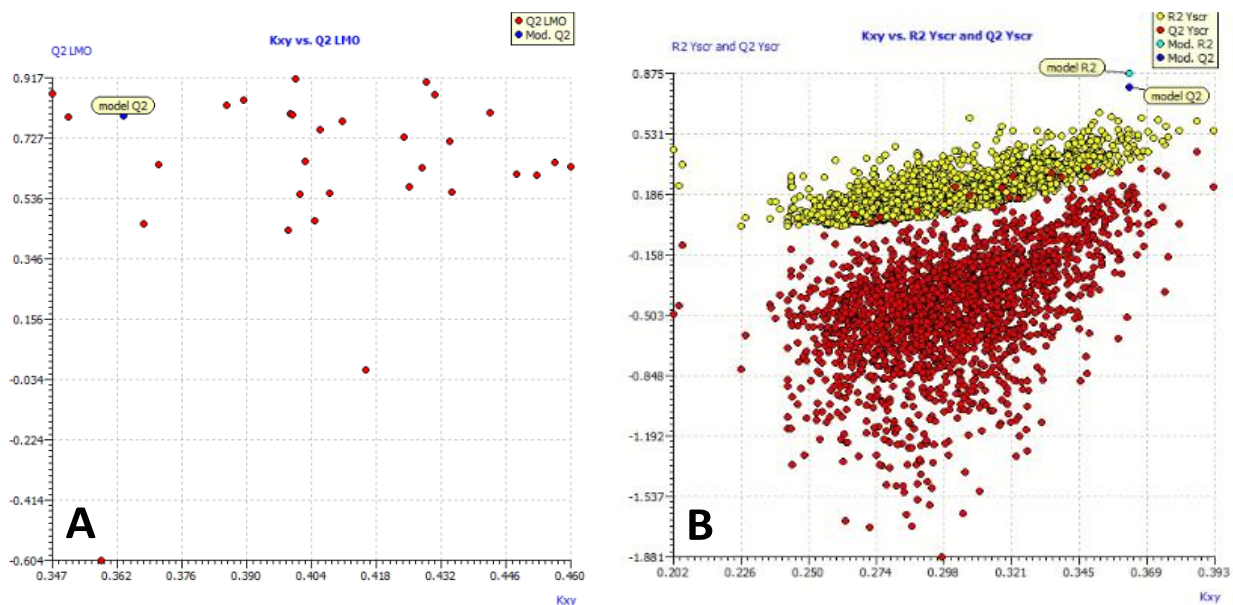 Kxy vs. Q2 LMO
Q2 LMO
Mod. Q2
Q2 LMO
model Q2
0.917
0.727
0.536
0.346
0.156
-0.034
-0.224
-0.414
-0.604
0.347
0.362
0.376
0.390
0.404
0.418
0.432
0.446
0.460
Kxy
A
Kxy vs. R2 Yscr and Q2 Yscr
R2 Yscr
Q2 Yscr
Mod. R2
Mod. Q2
R2 Yscr and Q2 Yscr
model R2
model Q2
0.875
0.531
0.186
-0.158
-0.503
-0.848
-1.192
-1.537
-1.881
0.202
0.226
0.250
0.274
0.298
0.321
0.345
0.369
0.393
Kxy
B